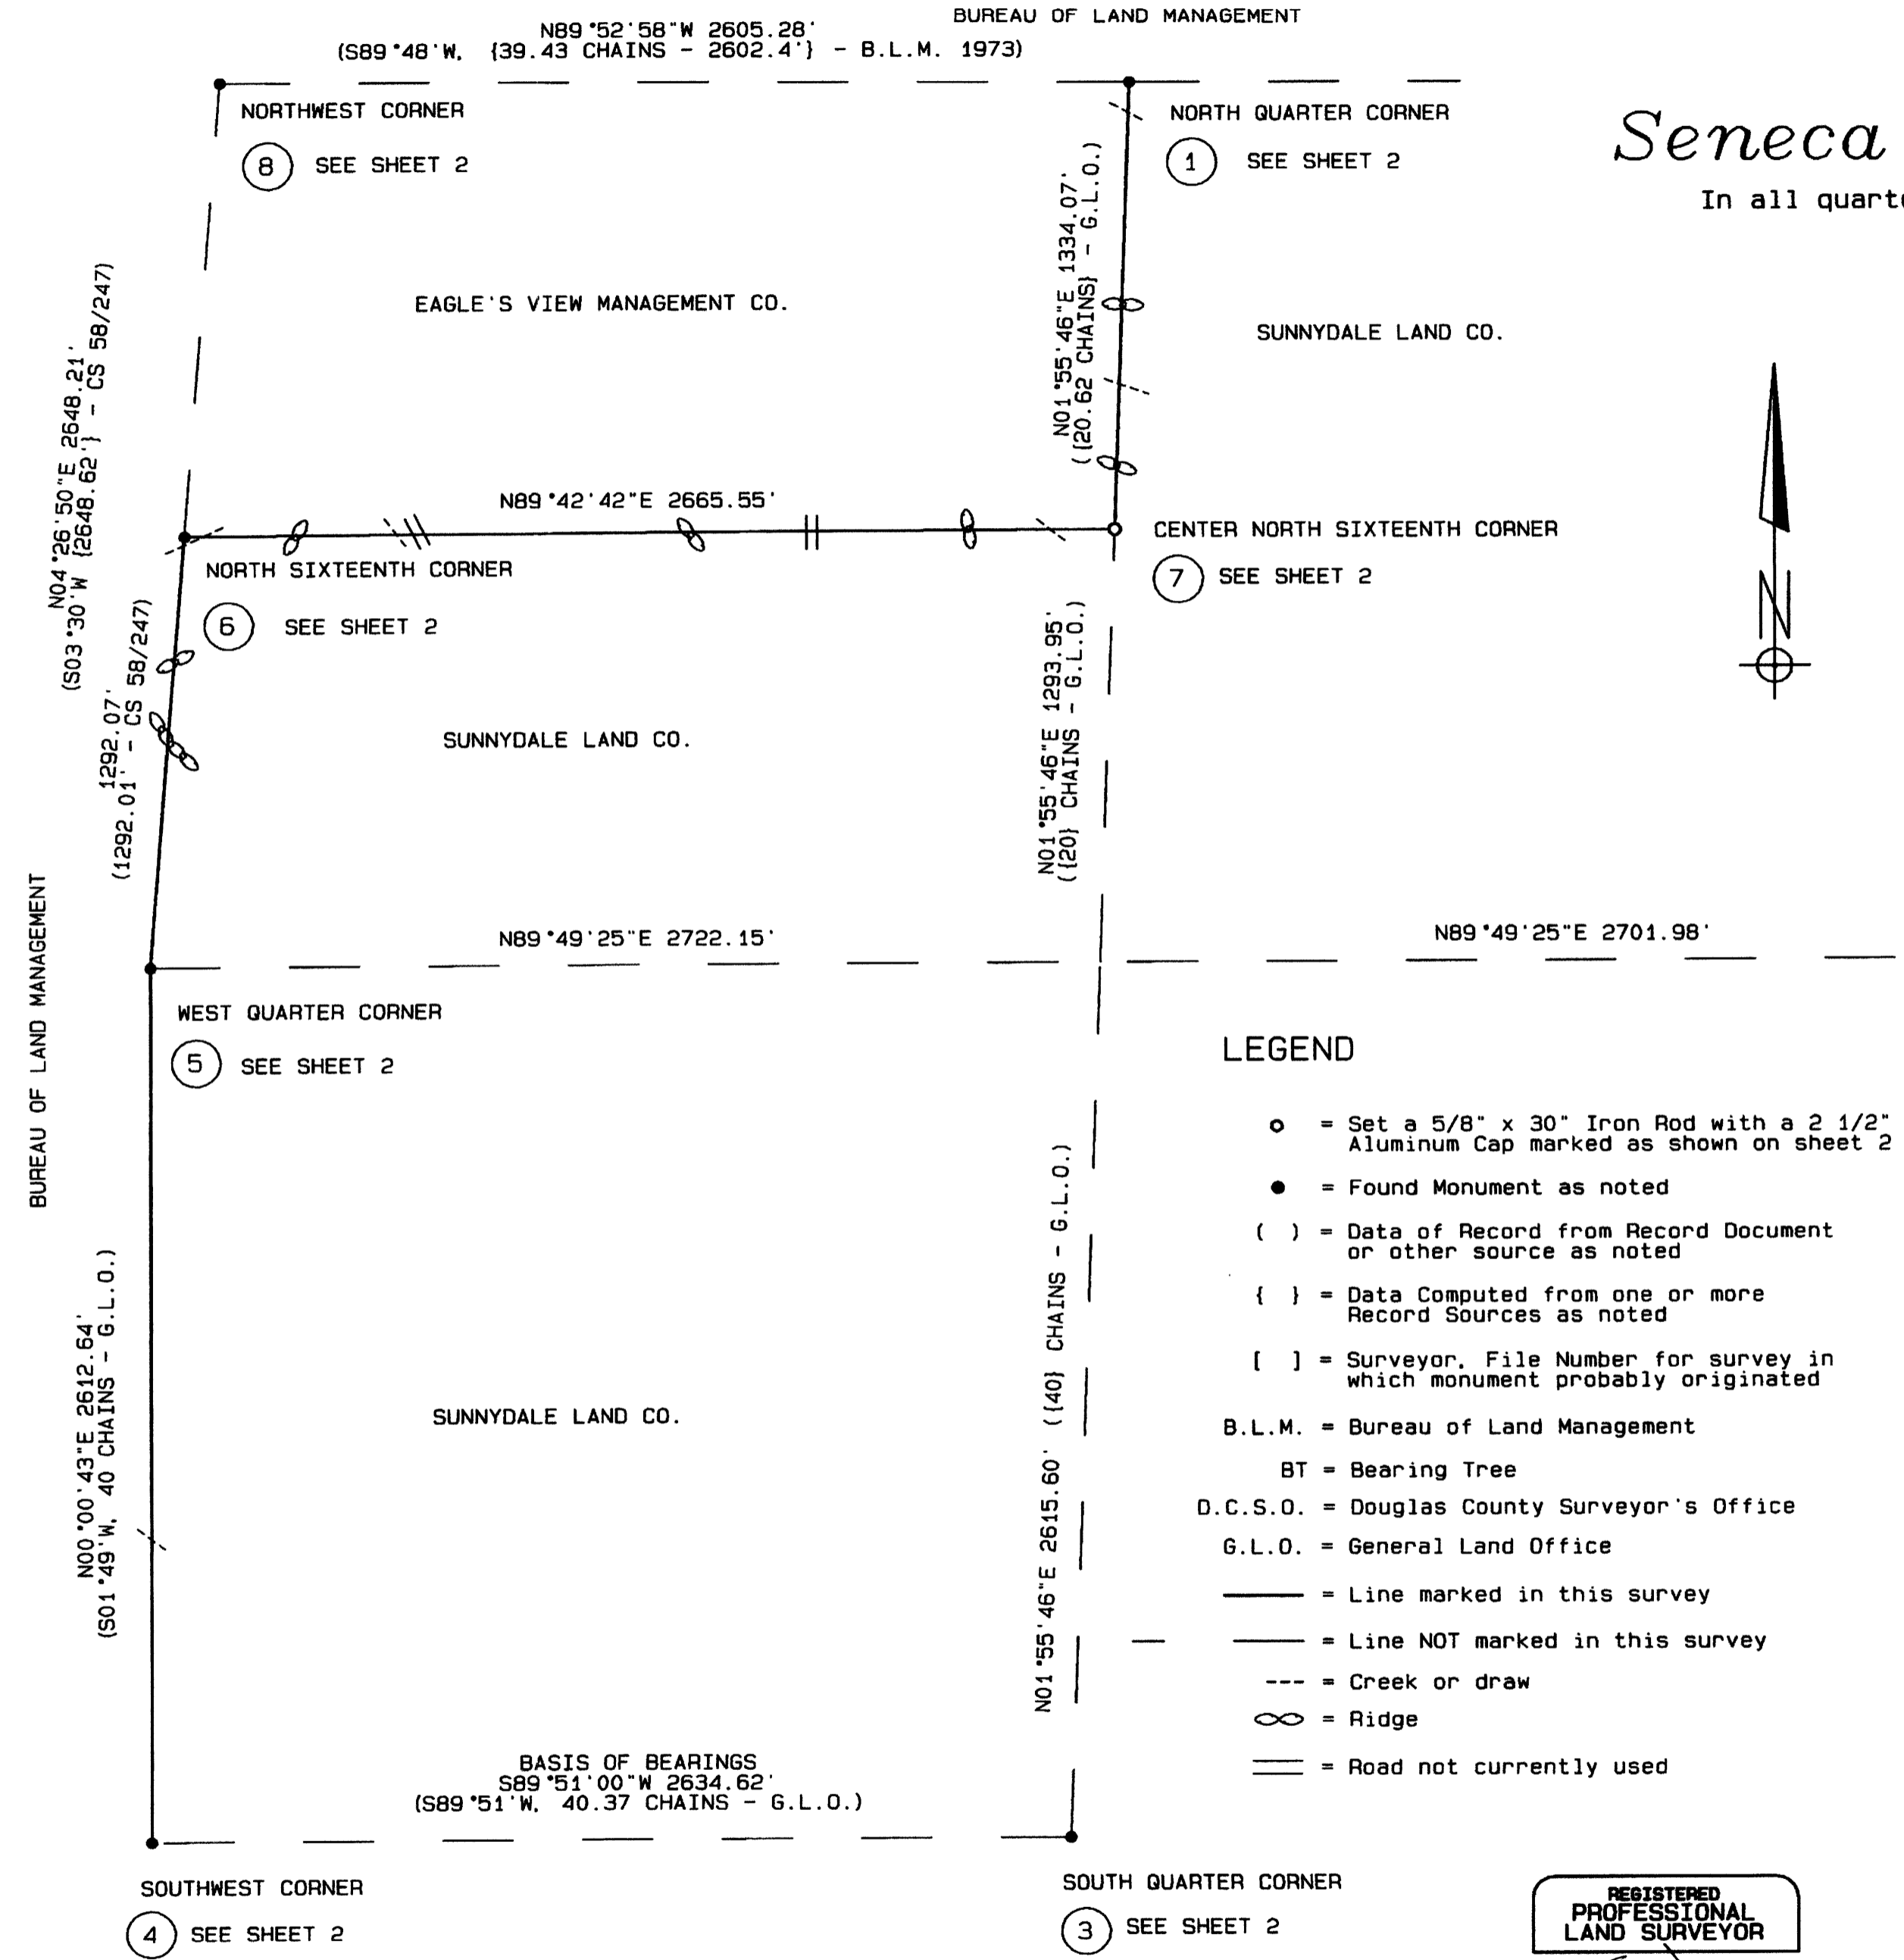 BUREAU OF LAND MANAGEMENT
N89°52'58"W 2605.28'
(S89°48'W, {39.43 CHAINS - 2602.4'} - B.L.M. 1973)
NORTHWEST CORNER
8 SEE SHEET 2
NORTH QUARTER CORNER
1 SEE SHEET 2
Seneca
In all quart
N01°55'46"E 1334.07'
({20.62 CHAINS} - G.L.O.)
EAGLE'S VIEW MANAGEMENT CO.
SUNNYDALE LAND CO.
N04°26'50"E 2648.21'
(S03°30'W {2648.62'} - CS 58/247)
N89°42'42"E 2665.55'
CENTER NORTH SIXTEENTH CORNER
7 SEE SHEET 2
NORTH SIXTEENTH CORNER
6 SEE SHEET 2
N
1292.07'
(1292.01' - CS 58/247)
SUNNYDALE LAND CO.
N01°55'46"E 1293.95'
({20} CHAINS - G.L.O.)
BUREAU OF LAND MANAGEMENT
N89°49'25"E 2722.15'
N89°49'25"E 2701.98'
WEST QUARTER CORNER
5 SEE SHEET 2
N00°00'43"E 2612.64'
(S01°49'W, 40 CHAINS - G.L.O.)
SUNNYDALE LAND CO.
N01°55'46"E 2615.60' ({40} CHAINS - G.L.O.)
LEGEND
= Set a 5/8" x 30" Iron Rod with a 2 1/2"
Aluminum Cap marked as shown on sheet 2
= Found Monument as noted
( ) = Data of Record from Record Document
or other source as noted
{ } = Data Computed from one or more
Record Sources as noted
[ ] = Surveyor, File Number for survey in
which monument probably originated
B.L.M. = Bureau of Land Management
BT = Bearing Tree
D.C.S.O. = Douglas County Surveyor's Office
G.L.O. = General Land Office
= Line marked in this survey
= Line NOT marked in this survey
--- = Creek or draw
= Ridge
= Road not currently used
BASIS OF BEARINGS
S89°51'00"W 2634.62'
(S89°51'W, 40.37 CHAINS - G.L.O.)
SOUTHWEST CORNER
4 SEE SHEET 2
SOUTH QUARTER CORNER
3 SEE SHEET 2
REGISTERED
PROFESSIONAL
LAND SURVEYOR